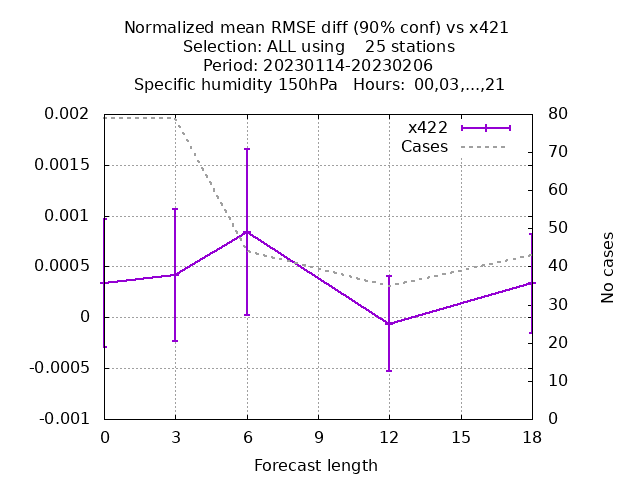 Normalized mean RMSE diff (90% conf) vs x421
Selection: ALL using    25 stations
Period: 20230114-20230206
Specific humidity 150hPa   Hours: 00,03,...,21
x422
Cases
0.002
0.0015
0.001
0.0005
0
-0.0005
-0.001
80
70
60
50
40
30
20
10
0
No cases
0 3 6 9 12 15 18
Forecast length